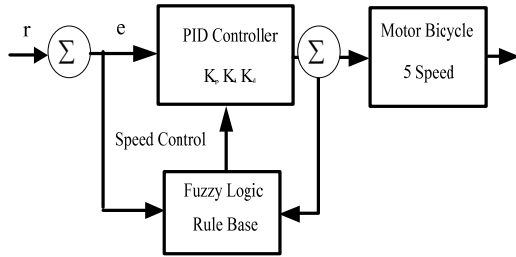 r
Σ
e
PID Controller
Kp Ki Kd
Σ
Motor Bicycle
5 Speed
Speed Control
Fuzzy Logic
Rule Base